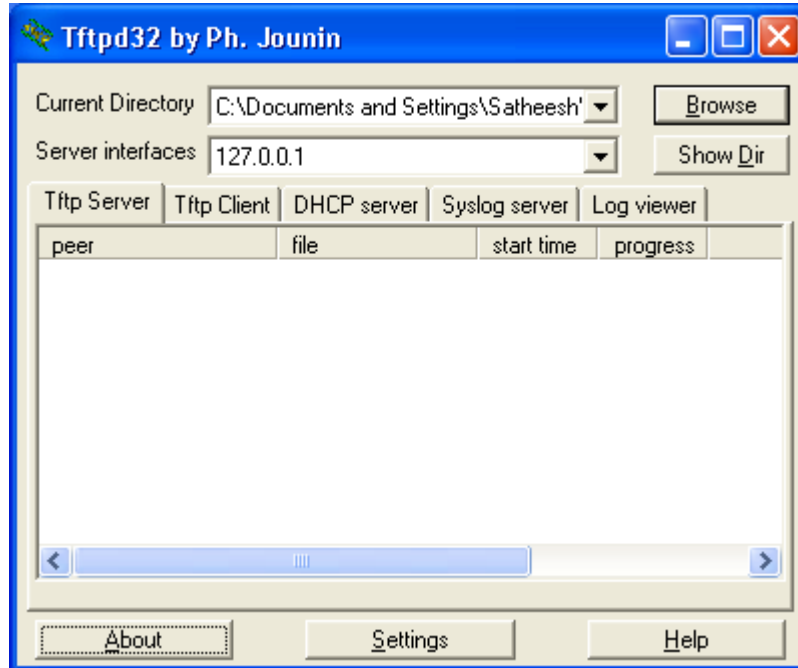 Tftpd32 by Ph. Jounin
Current Directory C:\Documents and Settings\Satheesh' Browse
Server interfaces 127.0.0.1 Show Dir
Tftp Server Tftp Client DHCP server Syslog server Log viewer
peer file start time progress
About Settings Help